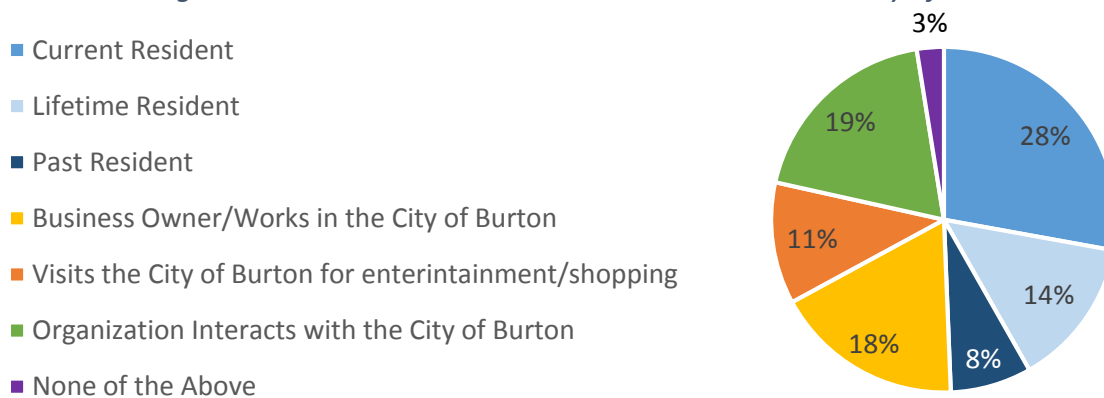 3%
Current Resident
Lifetime Resident
Past Resident
Business Owner/Works in the City of Burton
Visits the City of Burton for enterintainment/shopping
Organization Interacts with the City of Burton
None of the Above
28%
14%
8%
18%
11%
19%